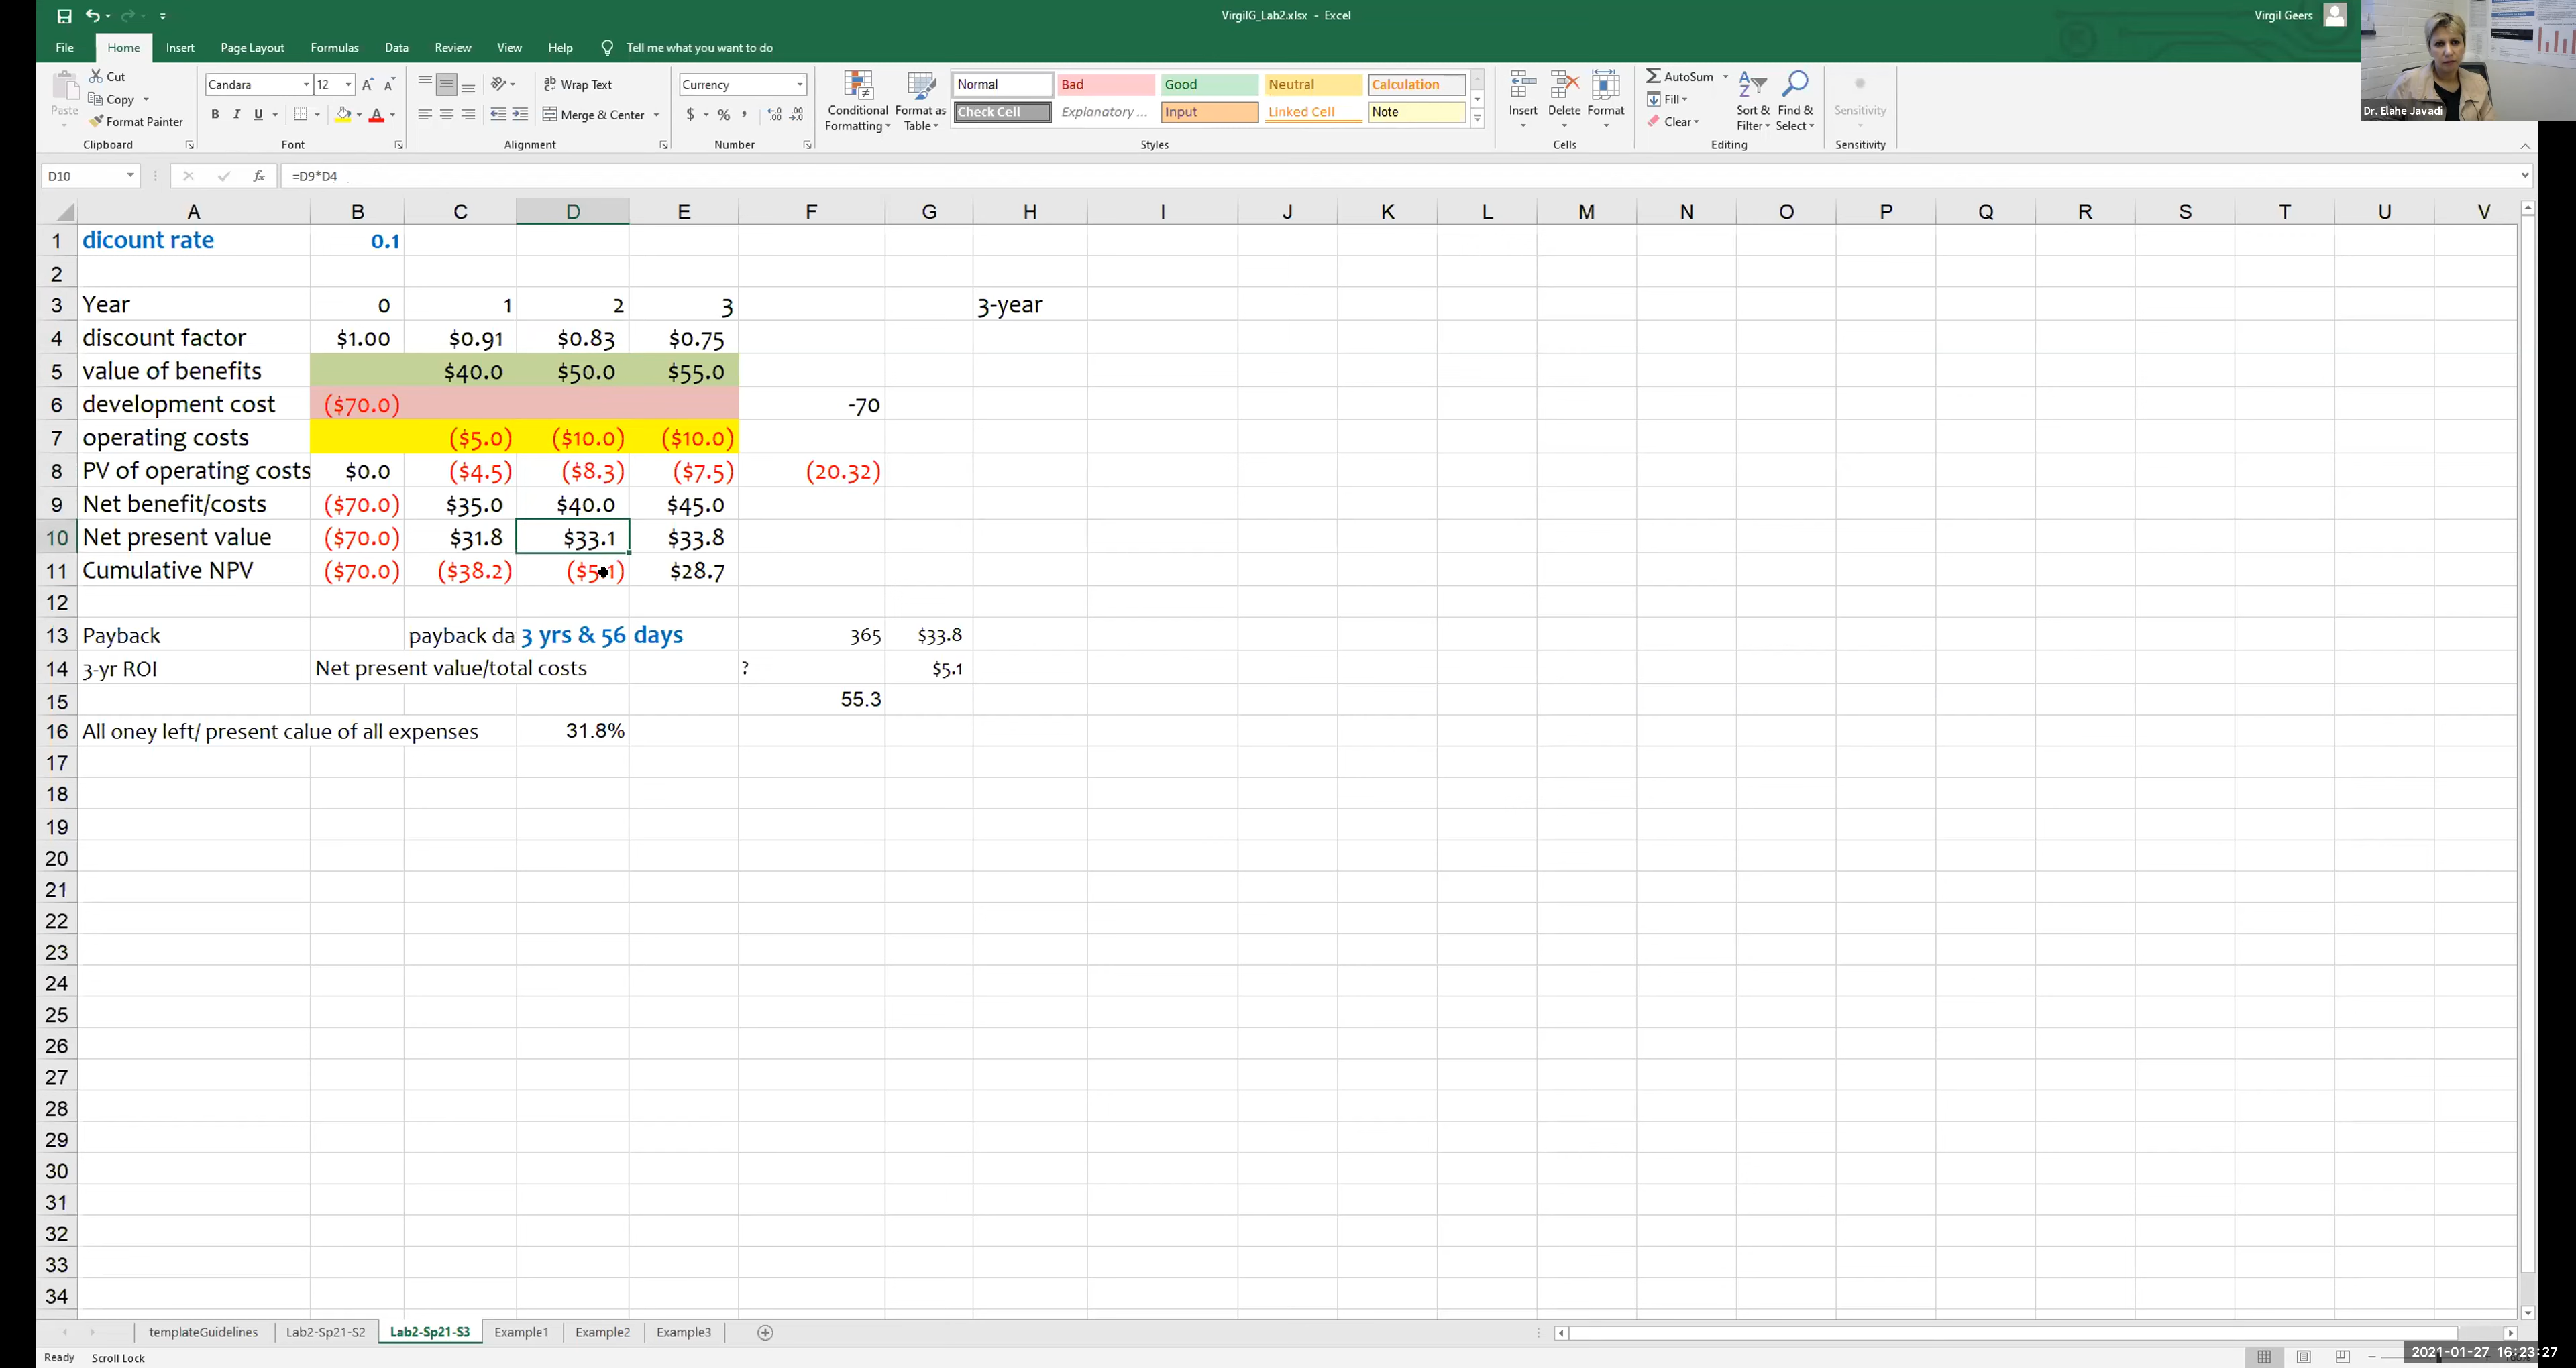 VirgilG_Lab2.xlsx - Excel
Virgil Geers
File Home Insert Page Layout Formulas Data Review View Help Tell me what you want to do
Paste
Cut
Copy
Format Painter
Clipboard
Candara 12
B I U
Font
Wrap Text
Merge & Center
Alignment
Currency
$ % ,
Number
Conditional Formatting
Format as Table
Normal Bad Good Neutral Calculation
Check Cell Explanatory ... Input Linked Cell Note
Styles
Insert Delete Format
Cells
AutoSum
Fill
Clear
Sort & Filter
Find & Select
Editing
Sensitivity
Sensitivity
Dr. Elahe Javadi
D10 fx =D9*D4
A B C D E F G H I J K L M N O P Q R S T U V
1 dicount rate 0.1
2
3 Year 0 1 2 3 3-year
4 discount factor $1.00 $0.91 $0.83 $0.75
5 value of benefits $40.0 $50.0 $55.0
6 development cost ($70.0) -70
7 operating costs ($5.0) ($10.0) ($10.0)
8 PV of operating costs $0.0 ($4.5) ($8.3) ($7.5) (20.32)
9 Net benefit/costs ($70.0) $35.0 $40.0 $45.0
10 Net present value ($70.0) $31.8 $33.1 $33.8
11 Cumulative NPV ($70.0) ($38.2) ($5.1) $28.7
12
13 Payback payback da 3 yrs & 56 days 365 $33.8
14 3-yr ROI Net present value/total costs ? $5.1
15 55.3
16 All oney left/ present calue of all expenses 31.8%
17
18
19
20
21
22
23
24
25
26
27
28
29
30
31
32
33
34
templateGuidelines Lab2-Sp21-S2 Lab2-Sp21-S3 Example1 Example2 Example3
Ready Scroll Lock
2021-01-27 16:23:27